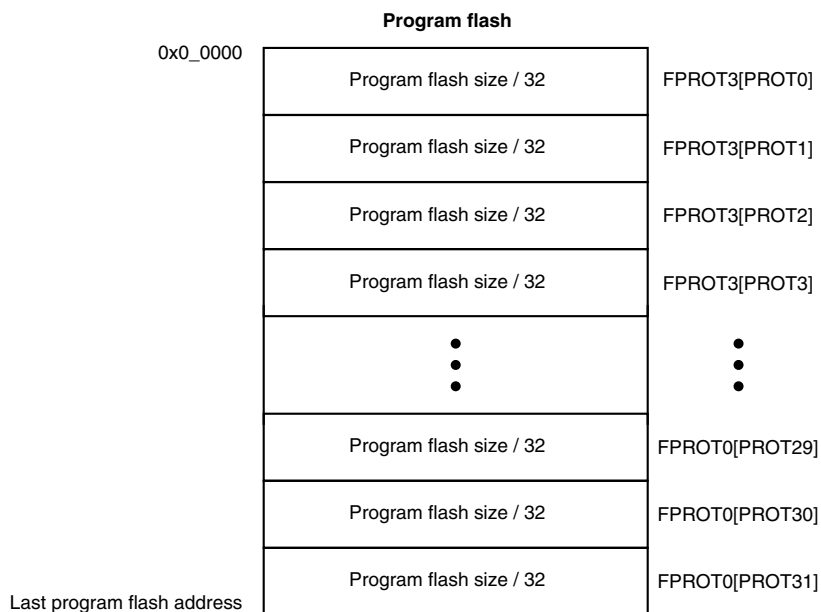 Program flash
0x0_0000
Program flash size / 32 FPROT3[PROT0]
Program flash size / 32 FPROT3[PROT1]
Program flash size / 32 FPROT3[PROT2]
Program flash size / 32 FPROT3[PROT3]
Program flash size / 32 FPROT0[PROT29]
Program flash size / 32 FPROT0[PROT30]
Program flash size / 32 FPROT0[PROT31]
Last program flash address